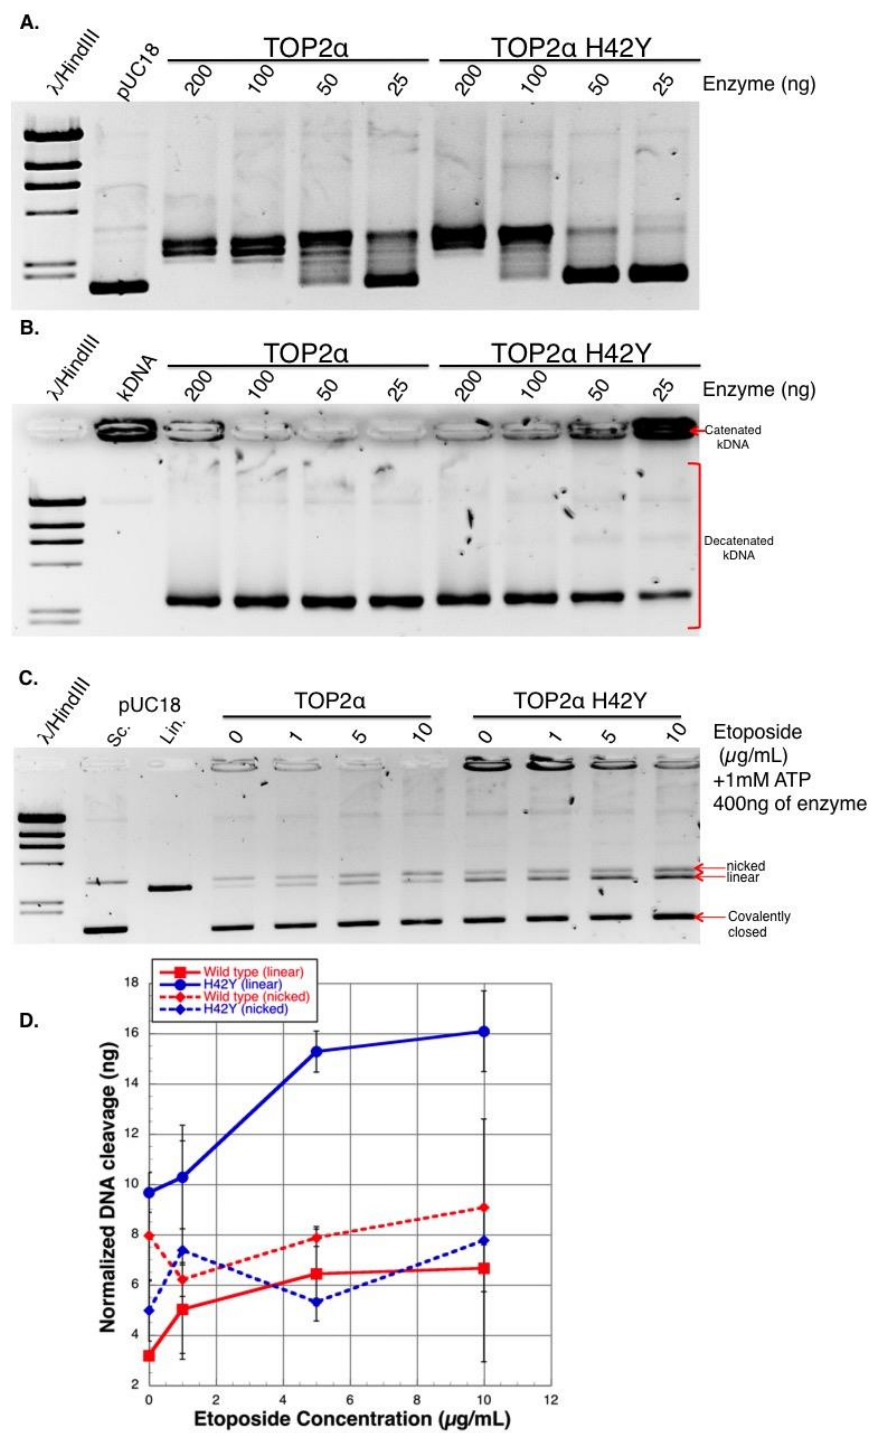 A.
λ/HindIII
pUC18
TOP2α
TOP2α H42Y
200
100
50
25
200
100
50
25
Enzyme (ng)
B.
λ/HindIII
kDNA
TOP2α
TOP2α H42Y
200
100
50
25
200
100
50
25
Enzyme (ng)
Catenated
kDNA
Decatenated
kDNA
C.
λ/HindIII
pUC18
Sc.
Lin.
TOP2α
TOP2α H42Y
0
1
5
10
0
1
5
10
Etoposide
(µg/mL)
+1mM ATP
400ng of enzyme
nicked
linear
Covalently
closed
D.
Wild type (linear)
H42Y (linear)
Wild type (nicked)
H42Y (nicked)
Normalized DNA cleavage (ng)
18
16
14
12
10
8
6
4
2
0 2 4 6 8 10 12
Etoposide Concentration (µg/mL)